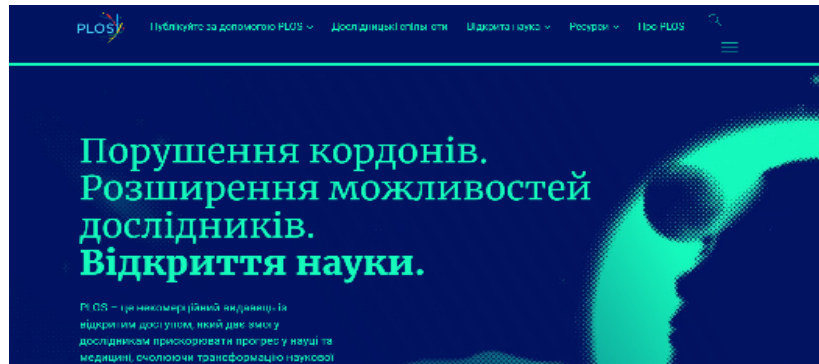 PLOS
Публікуйте за допомогою PLOS
Дослідницькі спільноти
Відкрита наука
Ресурси
Про PLOS
Порушення кордонів.
Розширення можливостей
дослідників.
Відкриття науки.
PLOS – це некомерційний видавець із
відкритим доступом, який дає змогу
дослідникам прискорювати прогрес у науці та
медицині, очолюючи трансформацію наукової